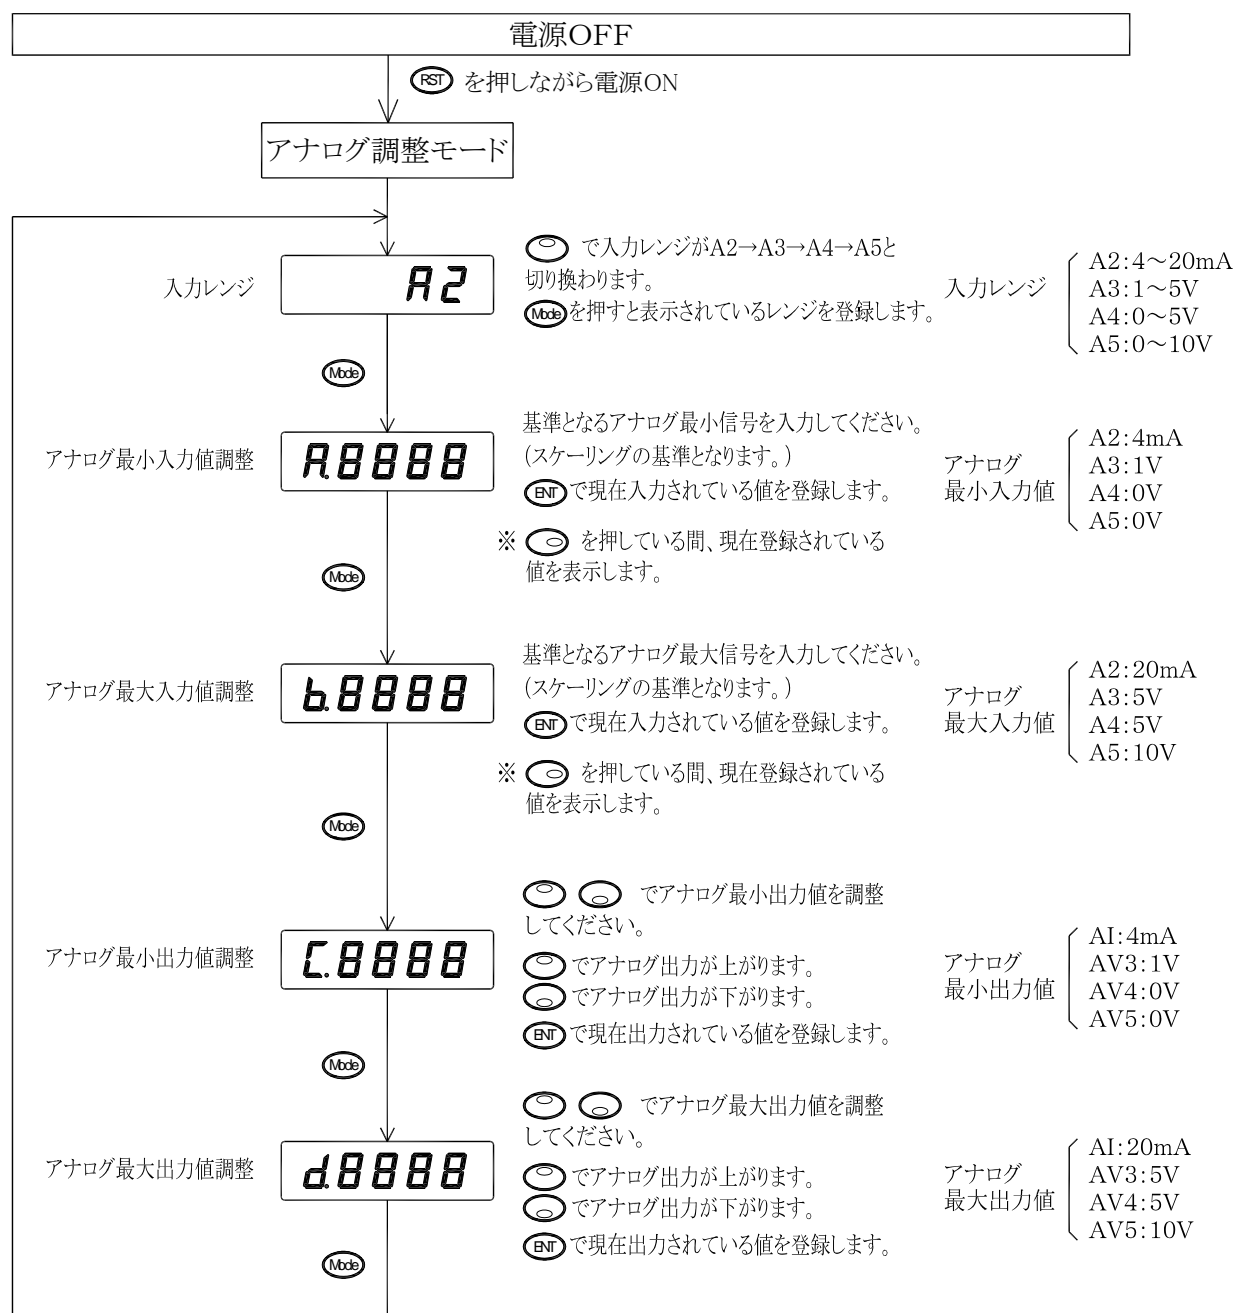 電源OFF
RST を押しながら電源ON
アナログ調整モード
入力レンジ
A2
で入力レンジがA2→A3→A4→A5と
切り換わります。
Modeを押すと表示されているレンジを登録します。
入力レンジ
A2:4～20mA
A3:1～5V
A4:0～5V
A5:0～10V
Mode
アナログ最小入力値調整
A.8888
基準となるアナログ最小信号を入力してください。
(スケーリングの基準となります。)
ENTで現在入力されている値を登録します。
※ を押している間、現在登録されている
値を表示します。
アナログ
最小入力値
A2:4mA
A3:1V
A4:0V
A5:0V
Mode
アナログ最大入力値調整
b.8888
基準となるアナログ最大信号を入力してください。
(スケーリングの基準となります。)
ENTで現在入力されている値を登録します。
※ を押している間、現在登録されている
値を表示します。
アナログ
最大入力値
A2:20mA
A3:5V
A4:5V
A5:10V
Mode
アナログ最小出力値調整
C.8888
でアナログ最小出力値を調整
してください。
でアナログ出力が上がります。
でアナログ出力が下がります。
ENTで現在出力されている値を登録します。
アナログ
最小出力値
AI:4mA
AV3:1V
AV4:0V
AV5:0V
Mode
アナログ最大出力値調整
d.8888
でアナログ最大出力値を調整
してください。
でアナログ出力が上がります。
でアナログ出力が下がります。
ENTで現在出力されている値を登録します。
アナログ
最大出力値
AI:20mA
AV3:5V
AV4:5V
AV5:10V
Mode